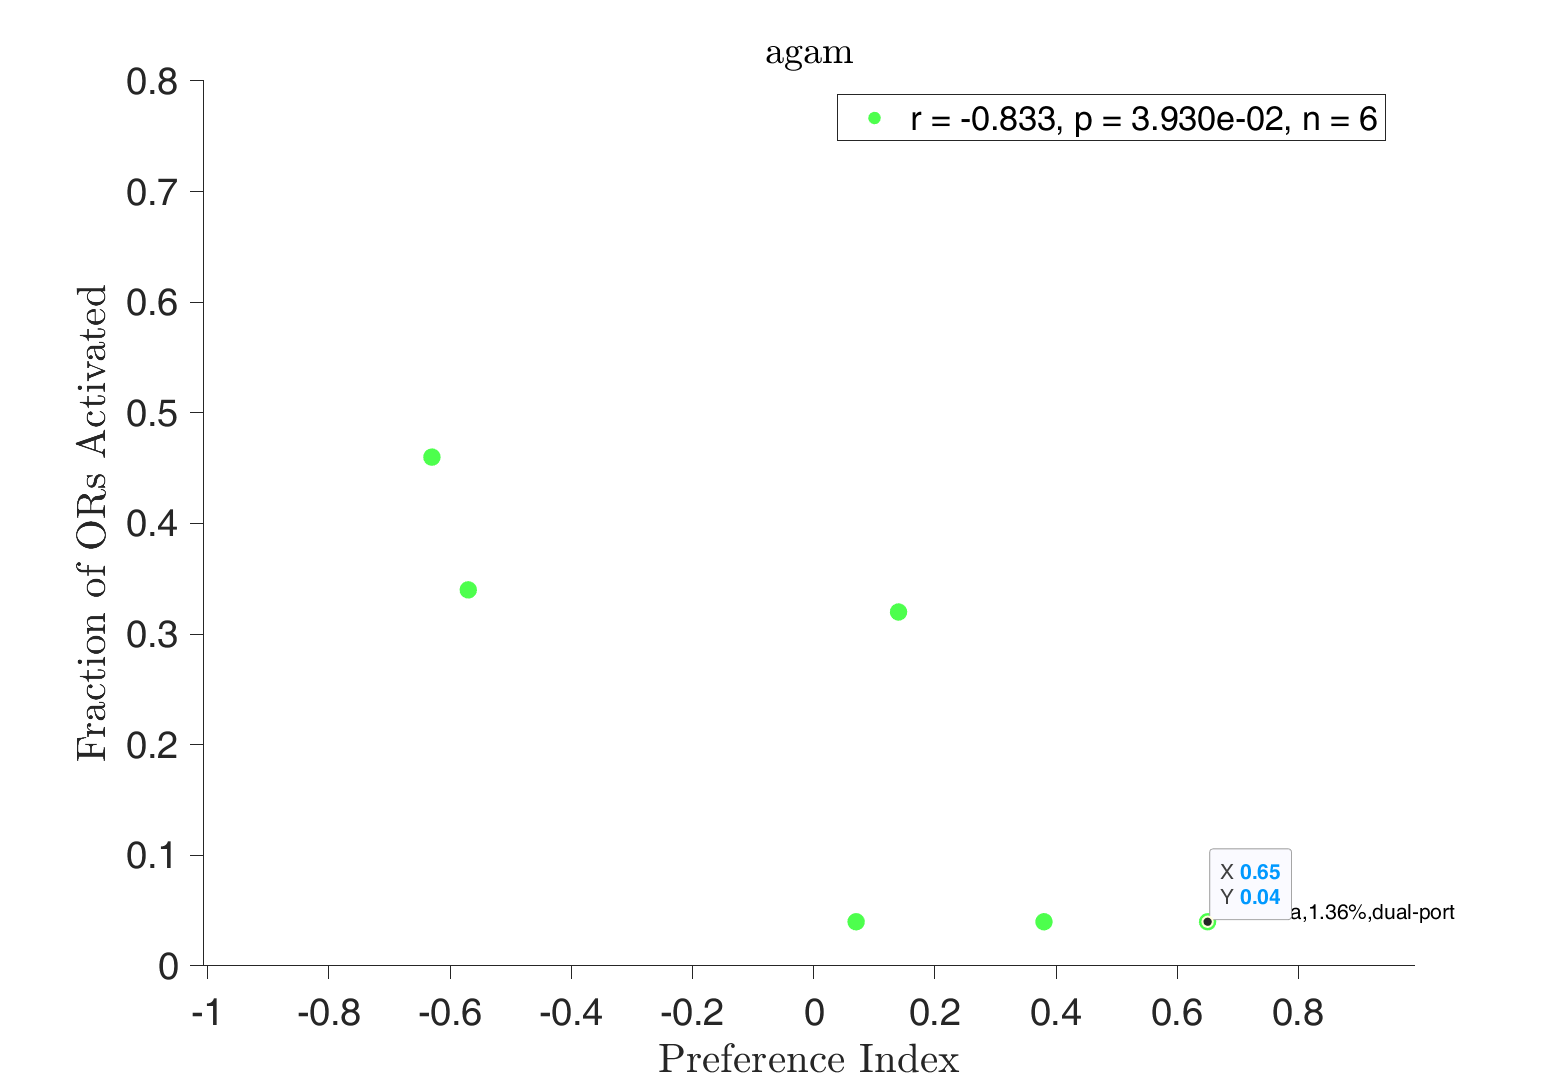 agam
r = -0.833, p = 3.930e-02, n = 6
0.8
0.7
0.6
0.5
0.4
0.3
0.2
0.1
0
Fraction of ORs Activated
X 0.65
Y 0.04
a,1.36%,dual-port
-1 -0.8 -0.6 -0.4 -0.2 0 0.2 0.4 0.6 0.8
Preference Index